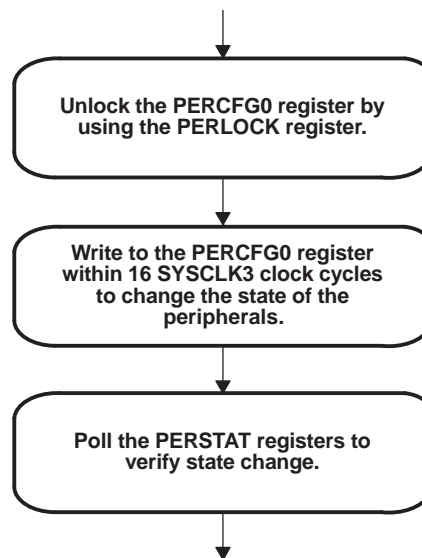 Unlock the PERCFG0 register by
using the PERLOCK register.
Write to the PERCFG0 register
within 16 SYSCLK3 clock cycles
to change the state of the
peripherals.
Poll the PERSTAT registers to
verify state change.